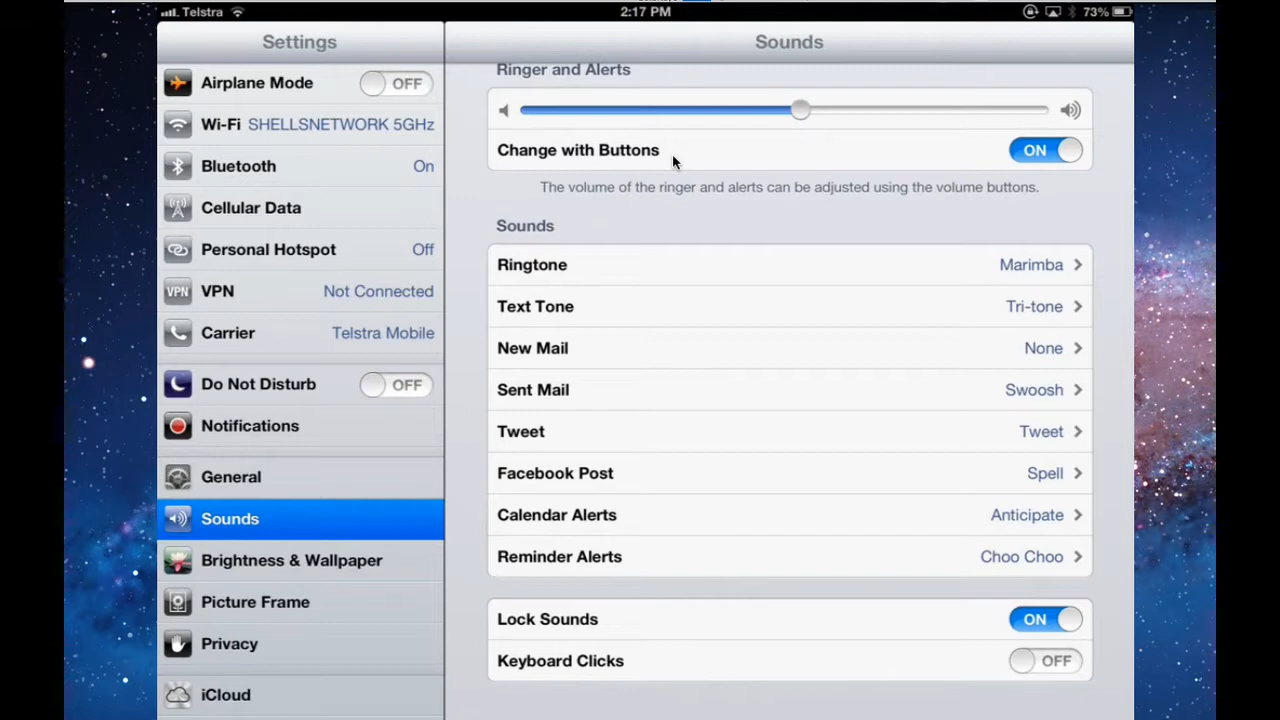 Telstra 2:17 PM 73%
Settings Sounds
Airplane Mode OFF
Wi-Fi SHELLSNETWORK 5GHz
Bluetooth On
Cellular Data
Personal Hotspot Off
VPN VPN Not Connected
Carrier Telstra Mobile
Do Not Disturb OFF
Notifications
General
Sounds
Brightness & Wallpaper
Picture Frame
Privacy
iCloud
Ringer and Alerts
Change with Buttons ON
The volume of the ringer and alerts can be adjusted using the volume buttons.
Sounds
Ringtone Marimba
Text Tone Tri-tone
New Mail None
Sent Mail Swoosh
Tweet Tweet
Facebook Post Spell
Calendar Alerts Anticipate
Reminder Alerts Choo Choo
Lock Sounds ON
Keyboard Clicks OFF